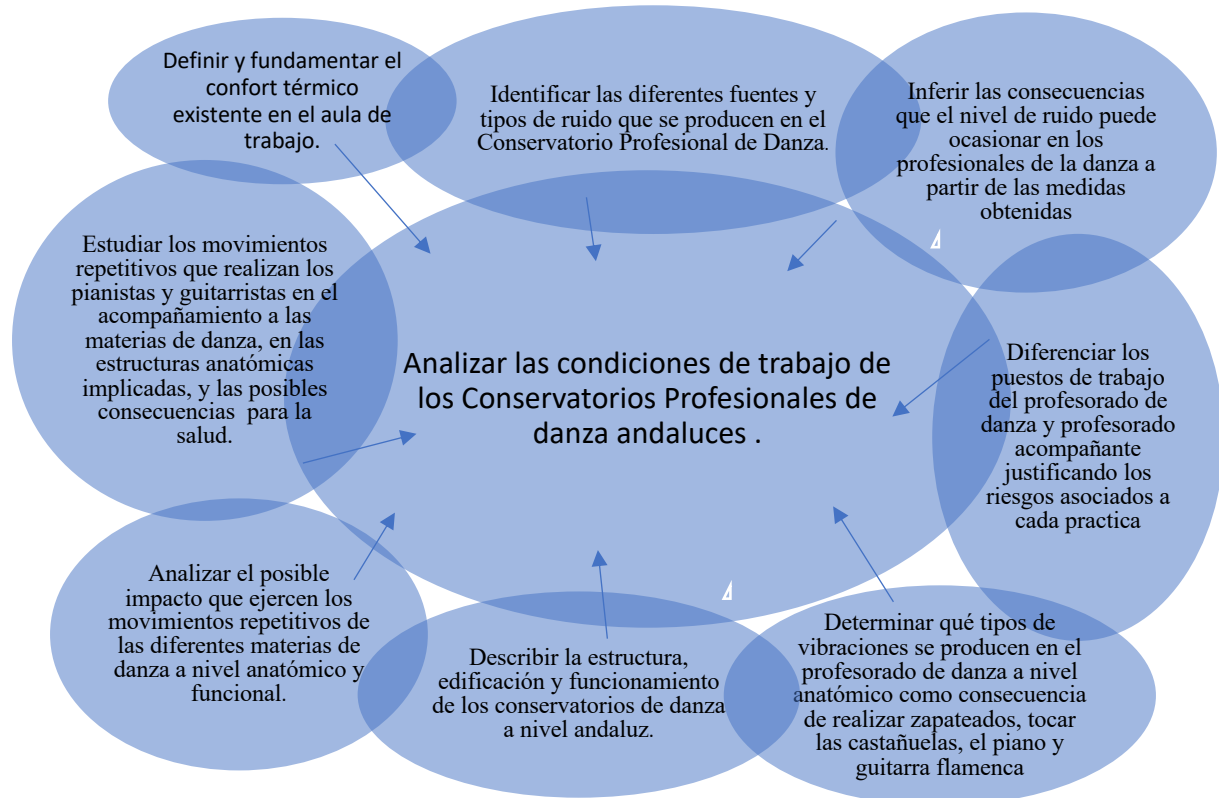 Definir y fundamentar el
confort térmico
existente en el aula de
trabajo.
Identificar las diferentes fuentes y
tipos de ruido que se producen en el
Conservatorio Profesional de Danza.
Inferir las consecuencias
que el nivel de ruido puede
ocasionar en los
profesionales de la danza a
partir de las medidas
obtenidas
Estudiar los movimientos
repetitivos que realizan los
pianistas y guitarristas en el
acompañamiento a las
materias de danza, en las
estructuras anatómicas
implicadas, y las posibles
consecuencias para la
salud.
Analizar las condiciones de trabajo de
los Conservatorios Profesionales de
danza andaluces .
Diferenciar los
puestos de trabajo
del profesorado de
danza y profesorado
acompañante
justificando los
riesgos asociados a
cada practica
Analizar el posible
impacto que ejercen los
movimientos repetitivos de
las diferentes materias de
danza a nivel anatómico y
funcional.
Describir la estructura,
edificación y funcionamiento
de los conservatorios de danza
a nivel andaluz.
Determinar qué tipos de
vibraciones se producen en el
profesorado de danza a nivel
anatómico como consecuencia
de realizar zapateados, tocar
las castañuelas, el piano y
guitarra flamenca